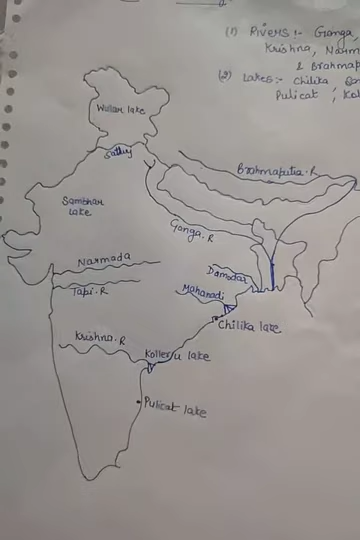 (1) Rivers :- Ganga,
Krishna, Narm
& Brahmap
(2) Lakes :- Chilika
Pulicat, Kol
Wular lake
Satluj
Brahmaputra. R
Sambhar
lake
Ganga. R
Narmada
Damodar
Tapi. R
Mahanadi
Chilika lake
Krishna. R
Kolleru lake
Pulicat lake